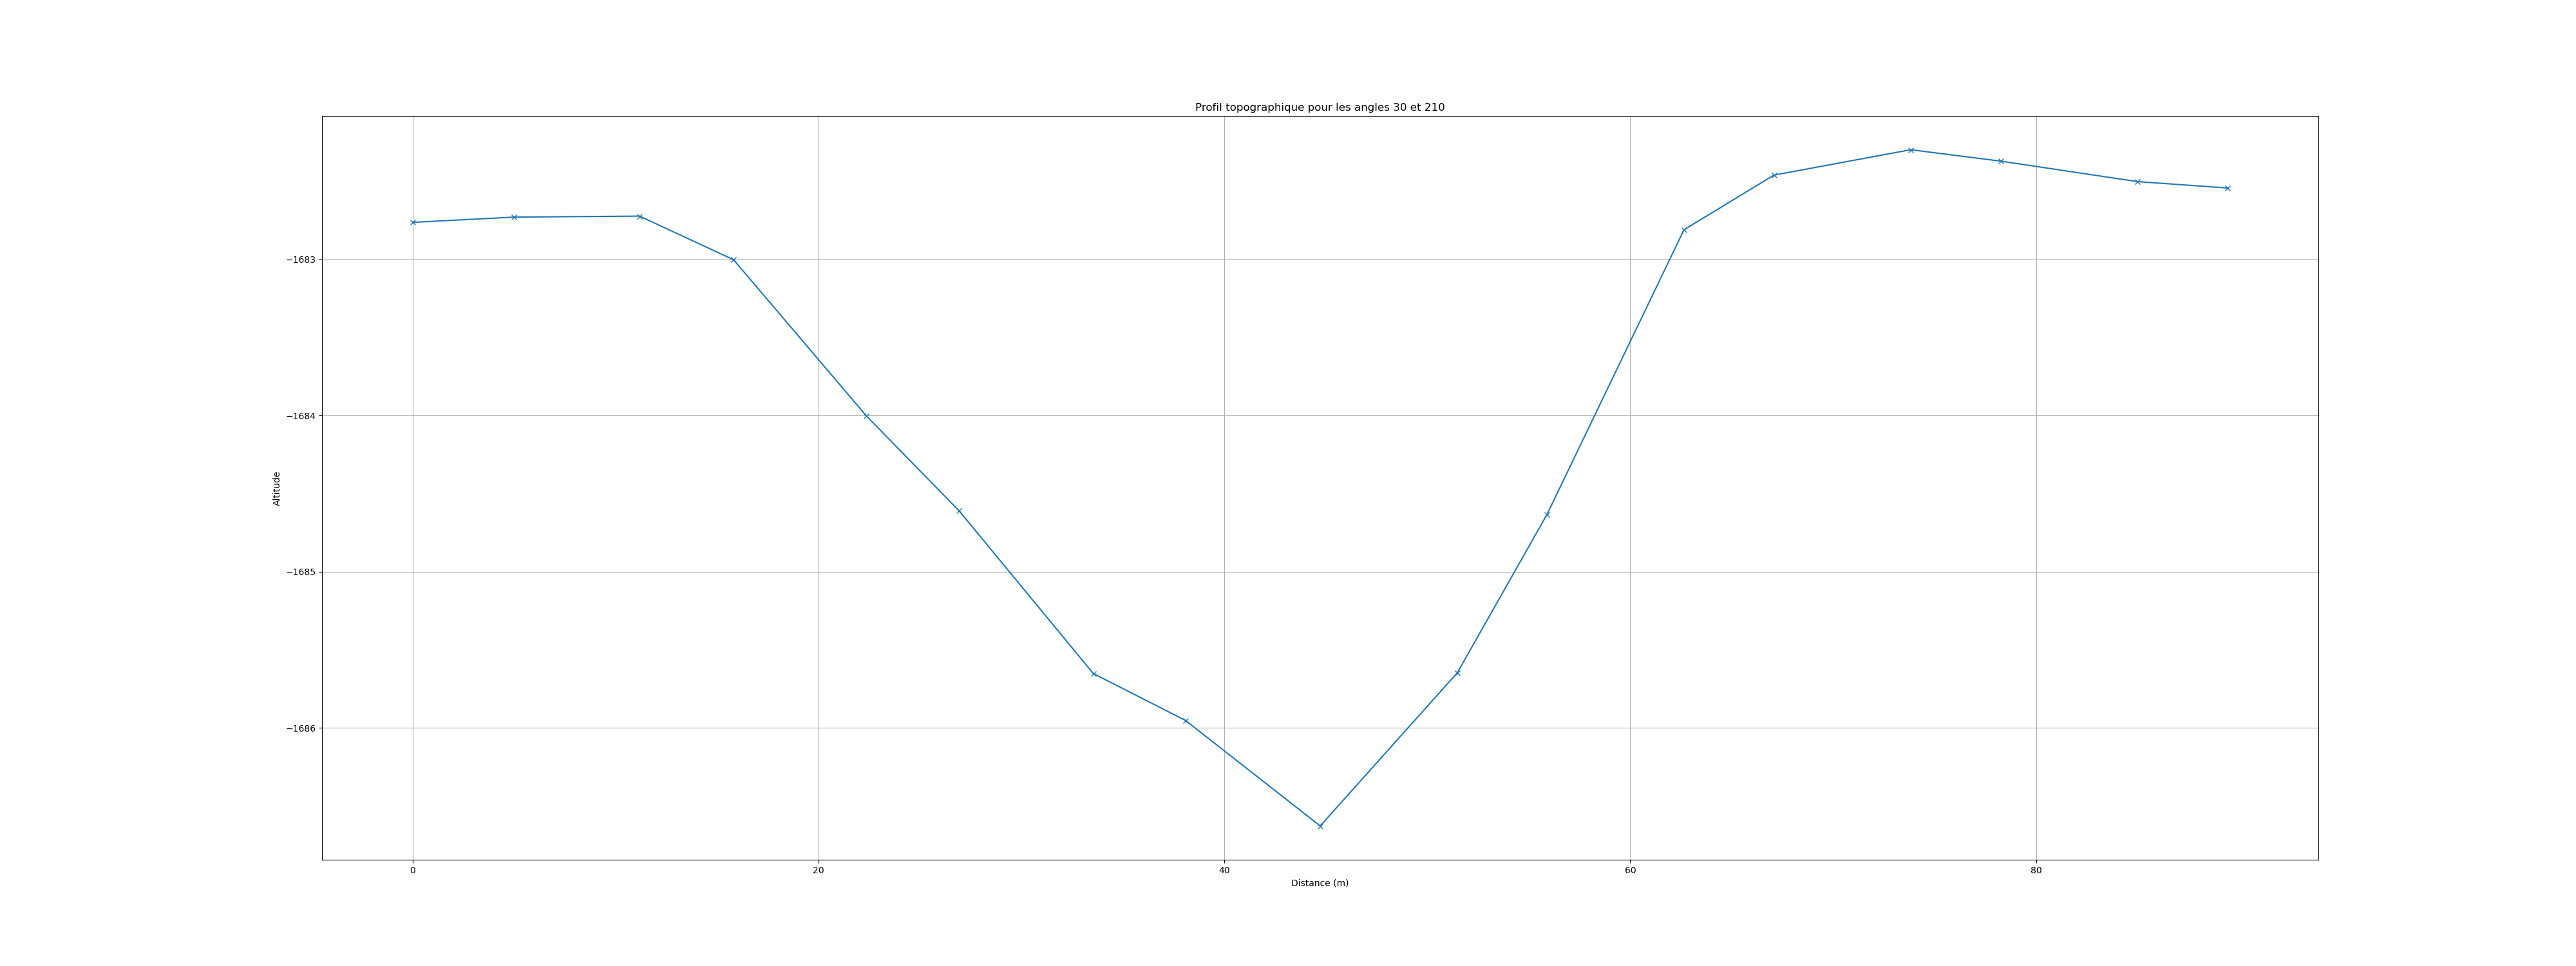 Profil topographique pour les angles 30 et 210
−1683
−1684
−1685
−1686
Altitude
0 20 40 60 80
Distance (m)